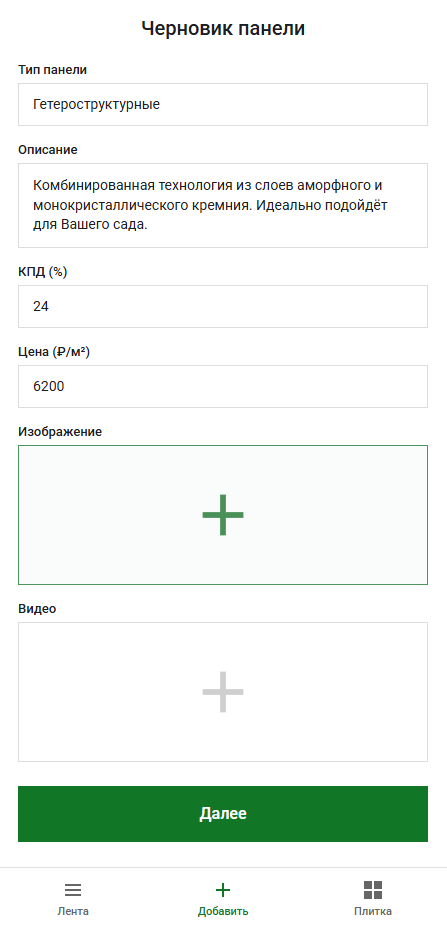 Черновик панели
Тип панели
Гетероструктурные
Описание
Комбинированная технология из слоев аморфного и
монокристаллического кремния. Идеально подойдёт
для Вашего сада.
КПД (%)
24
Цена (₽/м²)
6200
Изображение
Видео
Далее
Лента
Добавить
Плитка